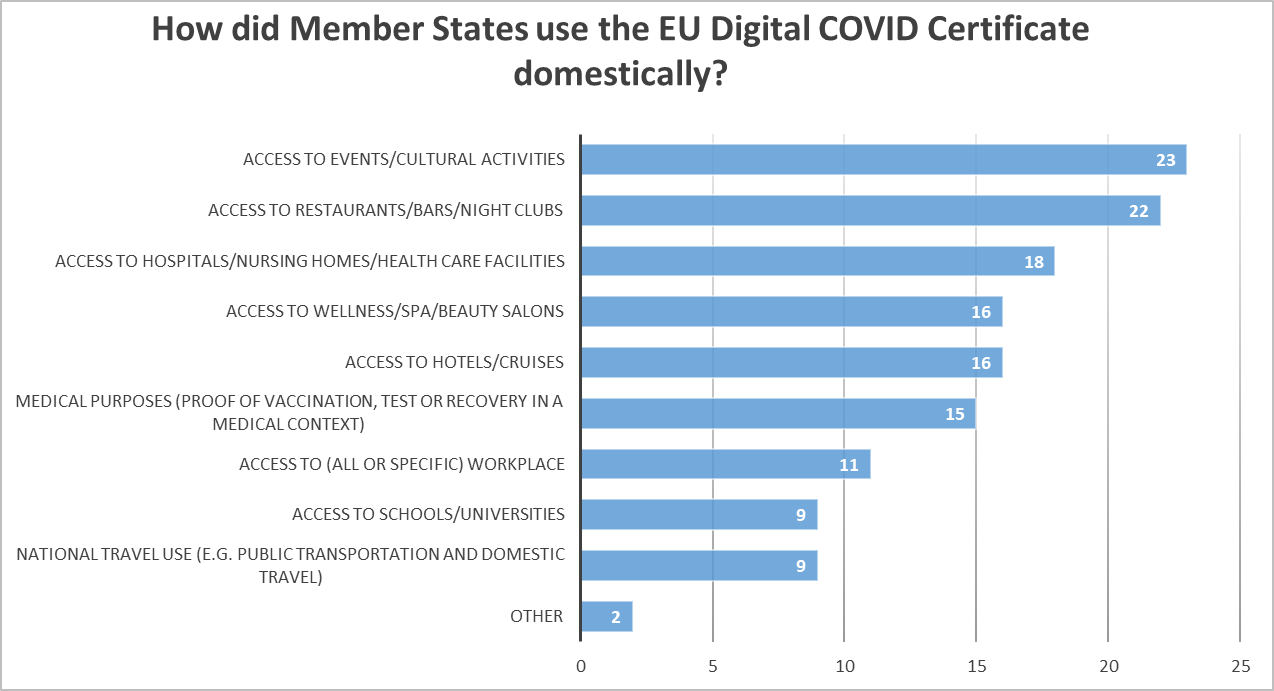 How did Member States use the EU Digital COVID Certificate
domestically?
ACCESS TO EVENTS/CULTURAL ACTIVITIES
23
ACCESS TO RESTAURANTS/BARS/NIGHT CLUBS
22
ACCESS TO HOSPITALS/NURSING HOMES/HEALTH CARE FACILITIES
18
ACCESS TO WELLNESS/SPA/BEAUTY SALONS
16
ACCESS TO HOTELS/CRUISES
16
MEDICAL PURPOSES (PROOF OF VACCINATION, TEST OR RECOVERY IN A
MEDICAL CONTEXT)
15
ACCESS TO (ALL OR SPECIFIC) WORKPLACE
11
ACCESS TO SCHOOLS/UNIVERSITIES
9
NATIONAL TRAVEL USE (E.G. PUBLIC TRANSPORTATION AND DOMESTIC
TRAVEL)
9
OTHER
2
0 5 10 15 20 25